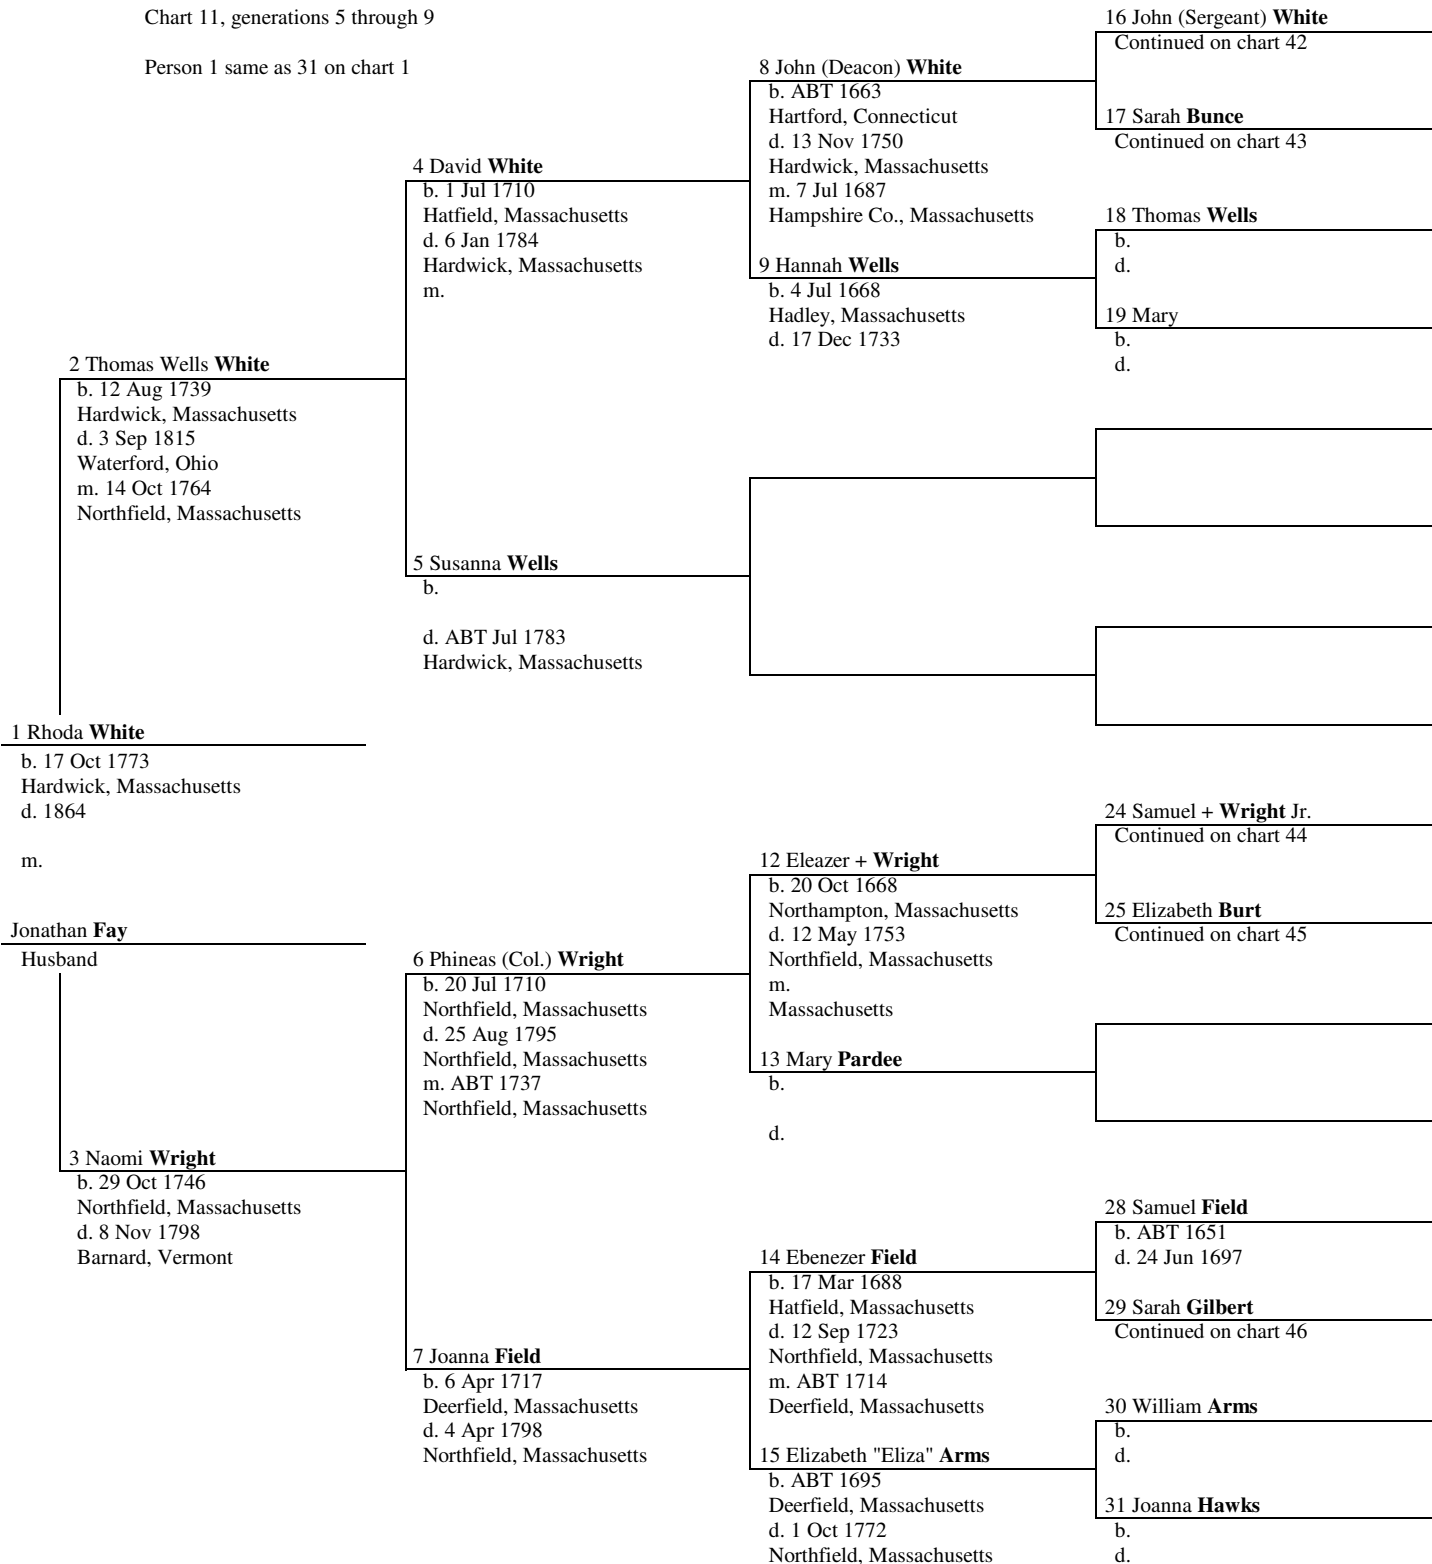 Chart 11, generations 5 through 9
Person 1 same as 31 on chart 1
1 Rhoda White
b. 17 Oct 1773
Hardwick, Massachusetts
d. 1864
m.
Jonathan Fay
Husband
2 Thomas Wells White
b. 12 Aug 1739
Hardwick, Massachusetts
d. 3 Sep 1815
Waterford, Ohio
m. 14 Oct 1764
Northfield, Massachusetts
3 Naomi Wright
b. 29 Oct 1746
Northfield, Massachusetts
d. 8 Nov 1798
Barnard, Vermont
4 David White
b. 1 Jul 1710
Hatfield, Massachusetts
d. 6 Jan 1784
Hardwick, Massachusetts
m.
5 Susanna Wells
b.
d. ABT Jul 1783
Hardwick, Massachusetts
6 Phineas (Col.) Wright
b. 20 Jul 1710
Northfield, Massachusetts
d. 25 Aug 1795
Northfield, Massachusetts
m. ABT 1737
Northfield, Massachusetts
7 Joanna Field
b. 6 Apr 1717
Deerfield, Massachusetts
d. 4 Apr 1798
Northfield, Massachusetts
8 John (Deacon) White
b. ABT 1663
Hartford, Connecticut
d. 13 Nov 1750
Hardwick, Massachusetts
m. 7 Jul 1687
Hampshire Co., Massachusetts
9 Hannah Wells
b. 4 Jul 1668
Hadley, Massachusetts
d. 17 Dec 1733
12 Eleazer + Wright
b. 20 Oct 1668
Northampton, Massachusetts
d. 12 May 1753
Northfield, Massachusetts
m.
Massachusetts
13 Mary Pardee
b.
d.
14 Ebenezer Field
b. 17 Mar 1688
Hatfield, Massachusetts
d. 12 Sep 1723
Northfield, Massachusetts
m. ABT 1714
Deerfield, Massachusetts
15 Elizabeth "Eliza" Arms
b. ABT 1695
Deerfield, Massachusetts
d. 1 Oct 1772
Northfield, Massachusetts
16 John (Sergeant) White
Continued on chart 42
17 Sarah Bunce
Continued on chart 43
18 Thomas Wells
b.
d.
19 Mary
b.
d.
24 Samuel + Wright Jr.
Continued on chart 44
25 Elizabeth Burt
Continued on chart 45
28 Samuel Field
b. ABT 1651
d. 24 Jun 1697
29 Sarah Gilbert
Continued on chart 46
30 William Arms
b.
d.
31 Joanna Hawks
b.
d.